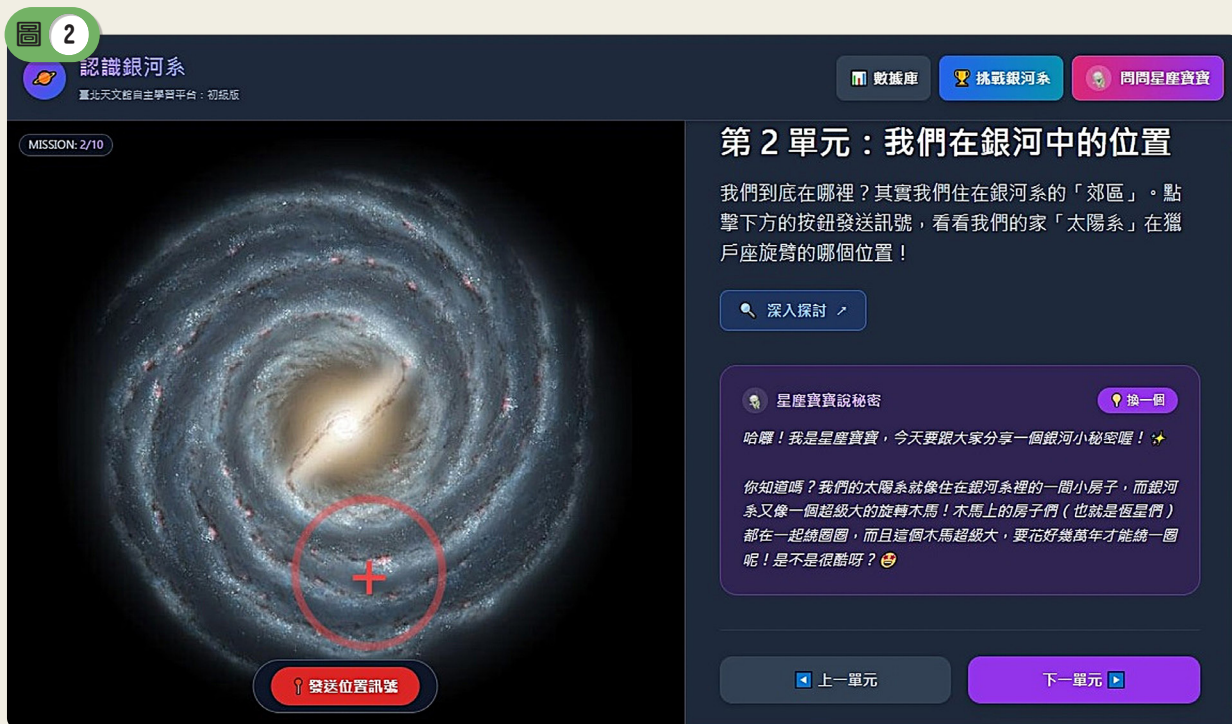 圖 2
認識銀河系
臺北天文館自主學習平台：初級版
📊 數據庫
🏆 挑戰銀河系
問問星塵寶寶
MISSION: 2/10
第 2 單元：我們在銀河中的位置
我們到底在哪裡？其實我們住在銀河系的「郊區」。點
擊下方的按鈕發送訊號，看看我們的家「太陽系」在獵
戶座旋臂的哪個位置！
🔍 深入探討 ↗
星塵寶寶說秘密
💡 換一個
哈囉！我是星塵寶寶，今天要跟大家分享一個銀河小秘密喔！✨
你知道嗎？我們的太陽系就像住在銀河系裡的一間小房子，而銀河
系又像一個超級大的旋轉木馬！木馬上的房子們（也就是恆星們）
都在一起繞圈圈，而且這個木馬超級大，要花好幾萬年才能繞一圈
呢！是不是很酷呀？🤩
📍 發送位置訊號
◀️ 上一單元
下一單元 ▶️